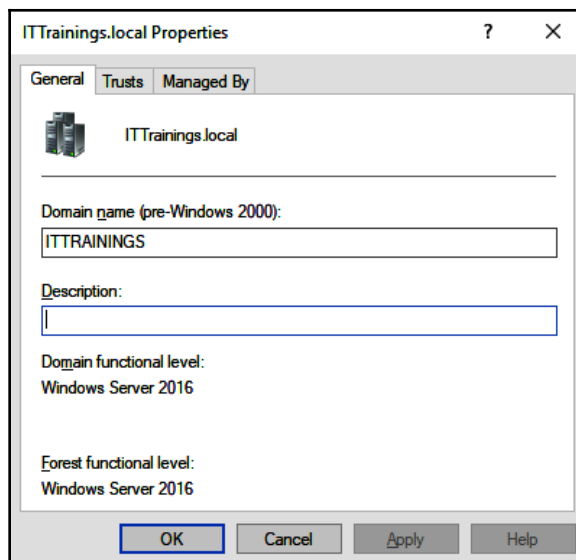 ITTrainings.local Properties
?
General Trusts Managed By
ITTrainings.local
Domain name (pre-Windows 2000):
ITTRAININGS
Description:
Domain functional level:
Windows Server 2016
Forest functional level:
Windows Server 2016
OK Cancel Apply Help